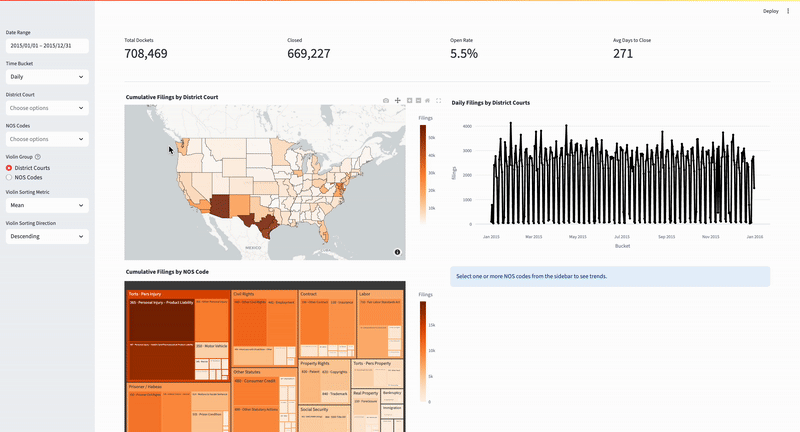 Deploy
Date Range
2015/01/01 – 2015/12/31
Time Bucket
Daily
District Court
Choose options
NOS Codes
Choose options
Violin Group
District Courts
NOS Codes
Violin Sorting Metric
Mean
Violin Sorting Direction
Descending
Total Dockets
708,469
Closed
669,227
Open Rate
5.5%
Avg Days to Close
271
Cumulative Filings by District Court
Filings
10k
MEXICO
Daily Filings by District Courts
Filings
4000
3000
2000
1000
0
Jan 2015
Mar 2015
May 2015
Jul 2015
Sep 2015
Nov 2015
Jan 2016
Bucket
Select one or more NOS codes from the sidebar to see trends.
Cumulative Filings by NOS Code
Filings
15k
10k
5k
0
Torts - Pers Injury
365 - Personal Injury - Product Liability
350 - Motor Vehicle
Prisoner / Habeas
Civil Rights
Other Statutes
480 - Consumer Credit
Contract
Property Rights
830 - Patent
820 - Copyrights
840 - Trademark
Social Security
Labor
Torts - Pers Property
Real Property
Bankruptcy
Immigration